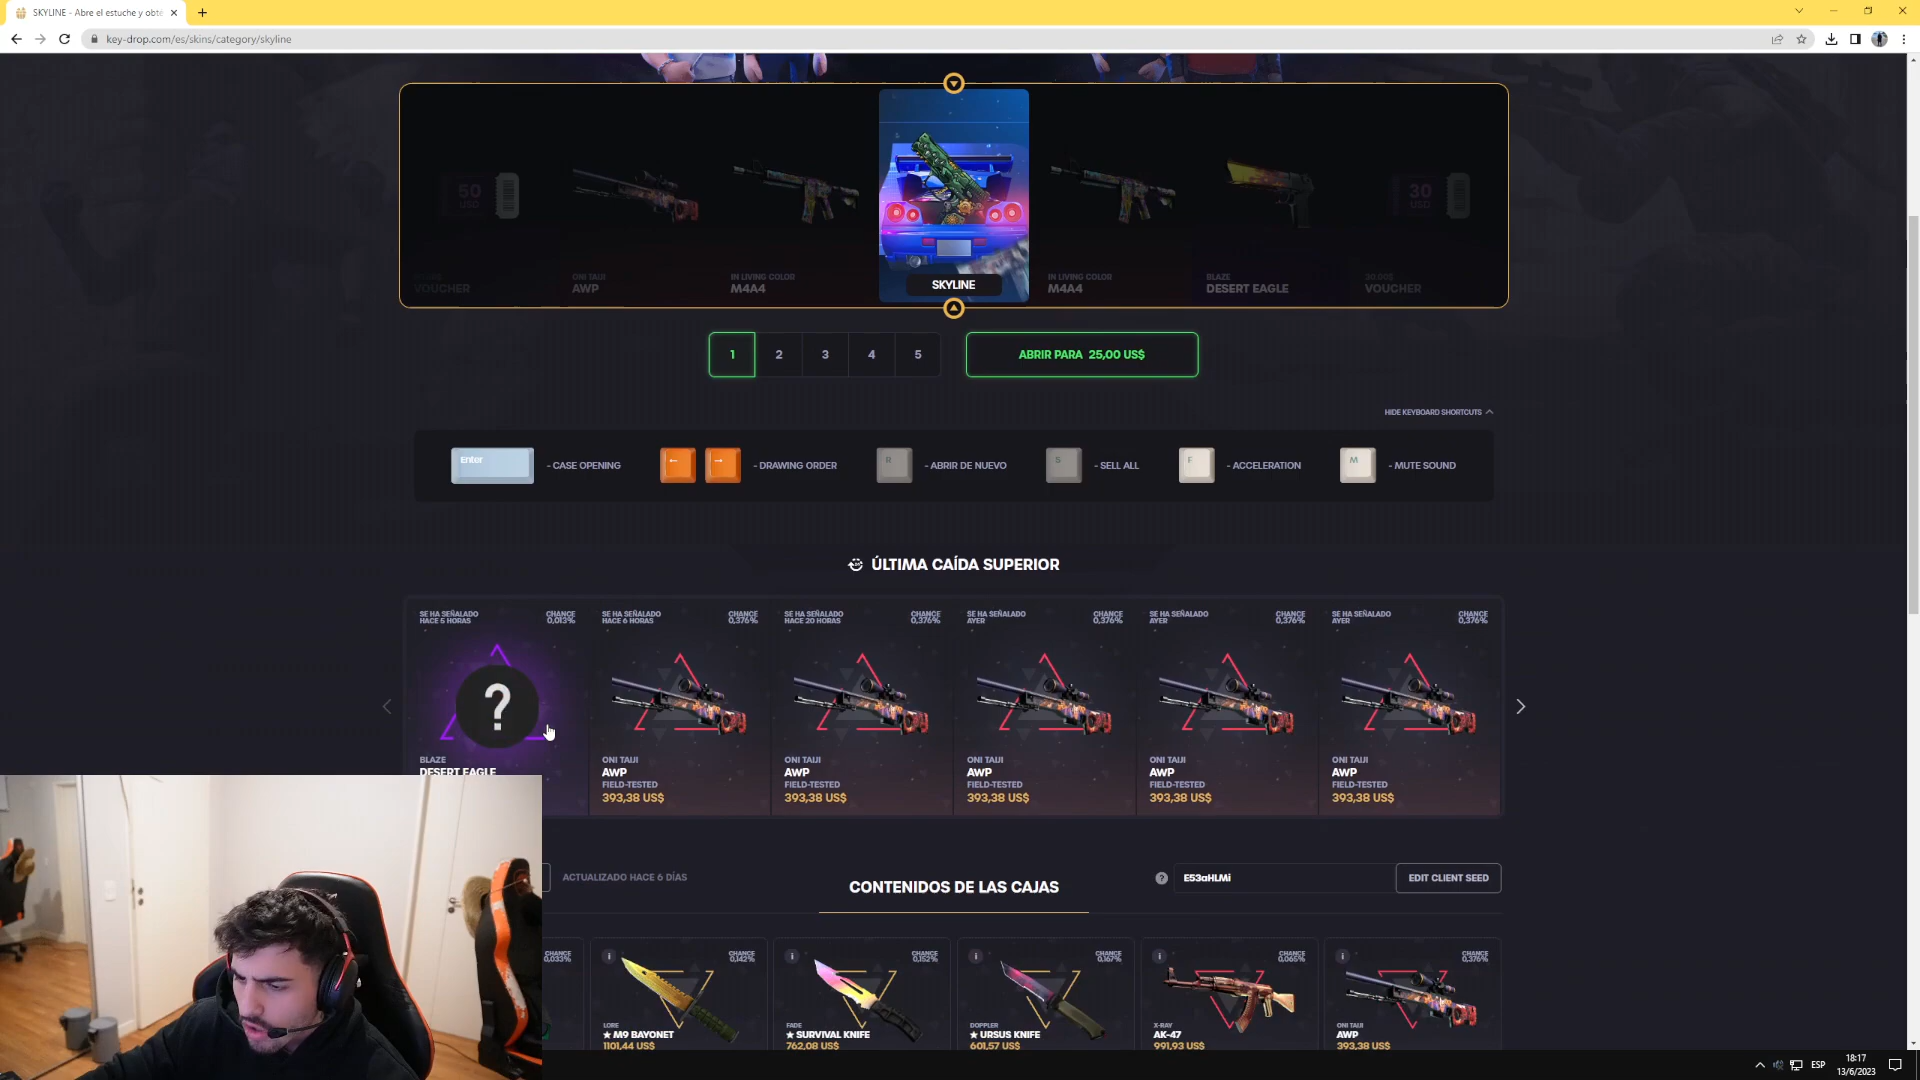 SKYLINE - Abre el estuche y obte
key-drop.com/es/skins/category/skyline
50
USD
VOUCHER
ONI TAIJI
AWP
IN LIVING COLOR
M4A4
SKYLINE
IN LIVING COLOR
M4A4
BLAZE
DESERT EAGLE
30
USD
30.00$
VOUCHER
1
2
3
4
5
ABRIR PARA 25,00 US$
HIDE KEYBOARD SHORTCUTS
Enter
- CASE OPENING
- DRAWING ORDER
R
- ABRIR DE NUEVO
S
- SELL ALL
F
- ACCELERATION
M
- MUTE SOUND
ÚLTIMA CAÍDA SUPERIOR
SE HA SEÑALADO
HACE 5 HORAS
CHANCE
0,013%
?
BLAZE
DESERT EAGLE
SE HA SEÑALADO
HACE 6 HORAS
CHANCE
0,376%
ONI TAIJI
AWP
FIELD-TESTED
393,38 US$
SE HA SEÑALADO
HACE 20 HORAS
CHANCE
0,376%
ONI TAIJI
AWP
FIELD-TESTED
393,38 US$
SE HA SEÑALADO
AYER
CHANCE
0,376%
ONI TAIJI
AWP
FIELD-TESTED
393,38 US$
SE HA SEÑALADO
AYER
CHANCE
0,376%
ONI TAIJI
AWP
FIELD-TESTED
393,38 US$
SE HA SEÑALADO
AYER
CHANCE
0,376%
ONI TAIJI
AWP
FIELD-TESTED
393,38 US$
ACTUALIZADO HACE 6 DÍAS
CONTENIDOS DE LAS CAJAS
E53aHLMi
EDIT CLIENT SEED
CHANCE
0,033%
CHANCE
0,142%
LORE
★ M9 BAYONET
1101,44 US$
CHANCE
0,152%
FADE
★ SURVIVAL KNIFE
762,08 US$
CHANCE
0,167%
DOPPLER
★ URSUS KNIFE
601,57 US$
CHANCE
0,065%
X-RAY
AK-47
991,93 US$
CHANCE
0,376%
ONI TAIJI
AWP
393,38 US$
ESP
18:17
13/6/2023